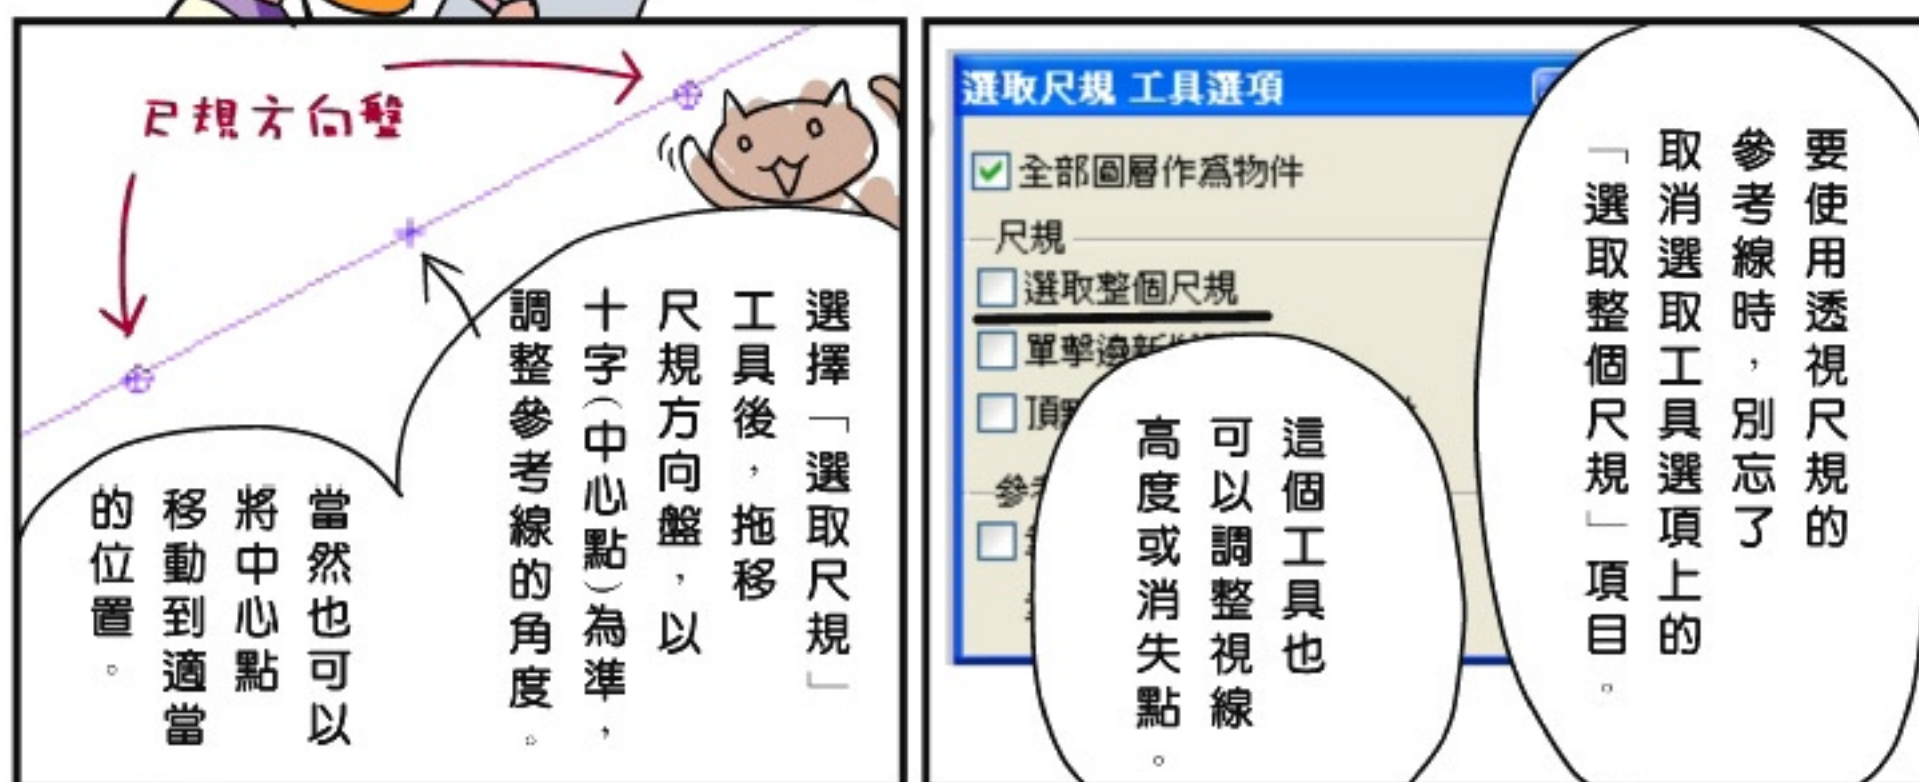 要使用透視尺規的
參考線時，別忘了
取消選取工具選項上的
「選取整個尺規」項目。
選取尺規 工具選項
全部圖層作為物件
尺規
選取整個尺規
單擊邊新
頂
參
這個工具也
可以調整視線
高度或消失點。
尺規方向盤
選擇「選取尺規」
工具後，拖移
尺規方向盤，以
十字（中心點）為準，
調整參考線的角度。
當然也可以
將中心點
移動到適當
的位置。